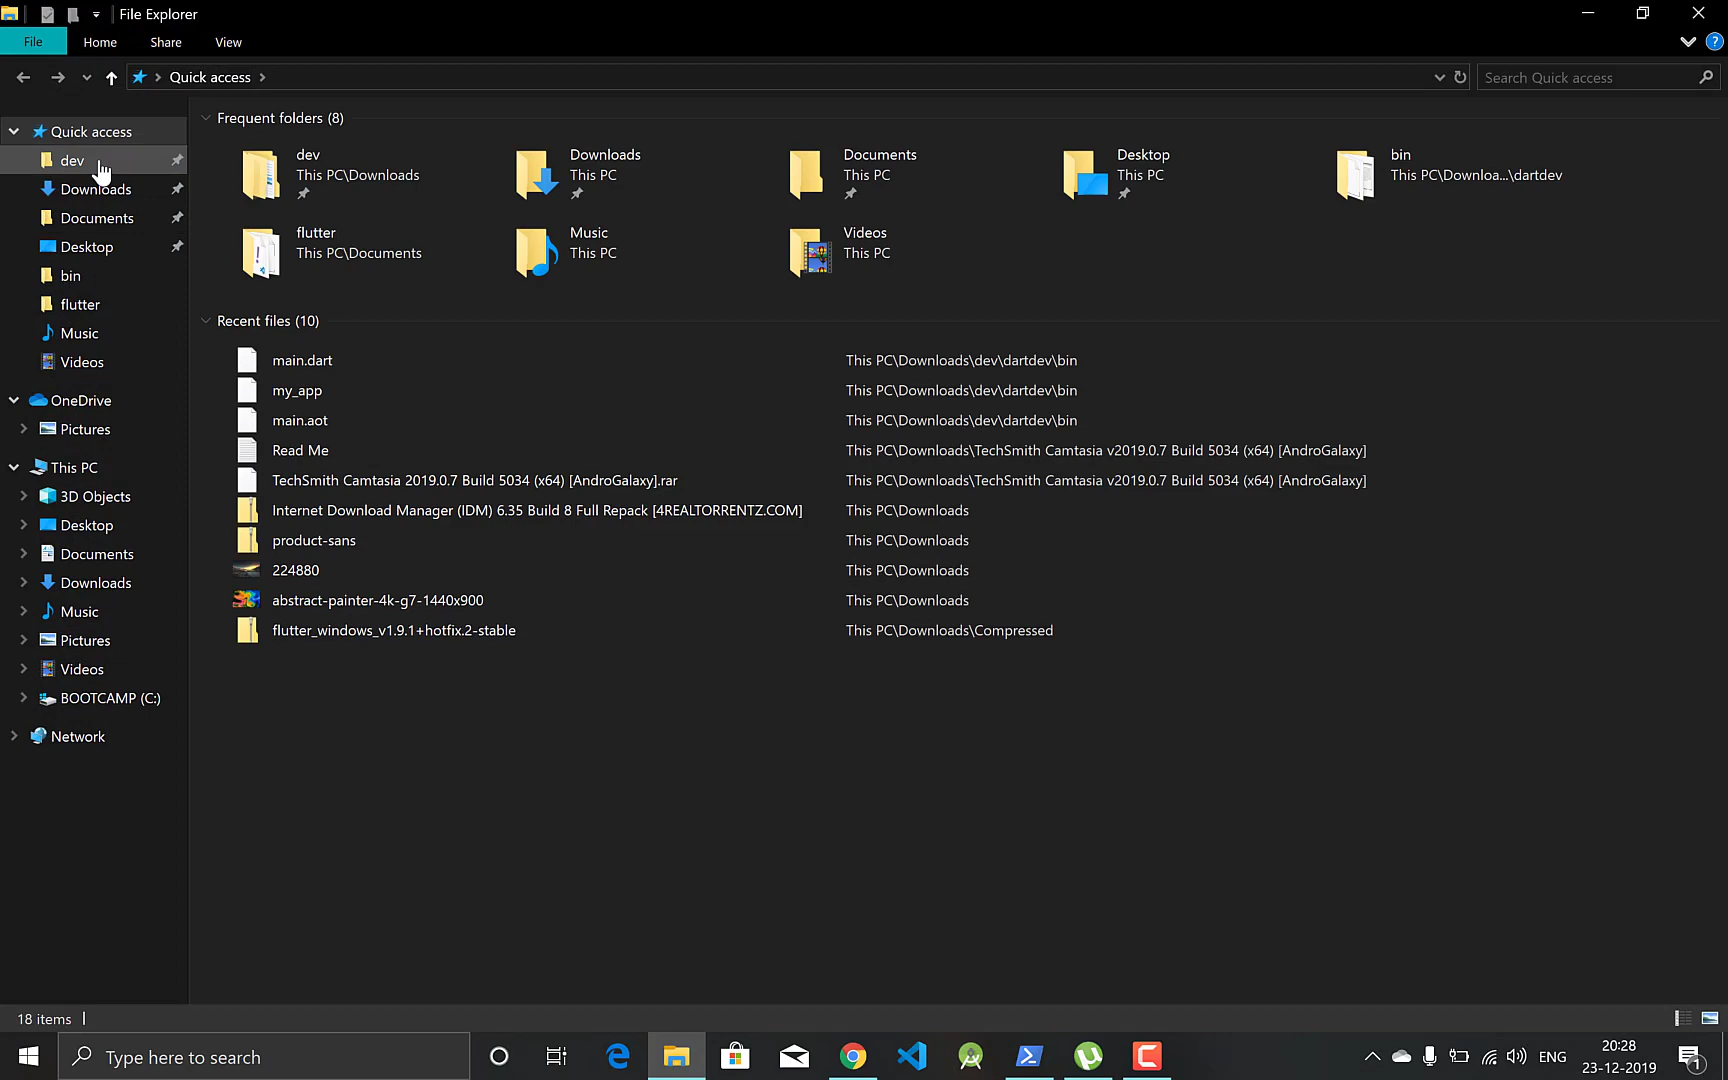 File Explorer
File
Home
Share
View
?
Quick access
Search Quick access
Quick access
dev
Downloads
Documents
Desktop
bin
flutter
Music
Videos
OneDrive
Pictures
This PC
3D Objects
Desktop
Documents
Downloads
Music
Pictures
Videos
BOOTCAMP (C:)
Network
Frequent folders (8)
dev
This PC\Downloads
Downloads
This PC
Documents
This PC
Desktop
This PC
bin
This PC\Downloa...\dartdev
flutter
This PC\Documents
Music
This PC
Videos
This PC
Recent files (10)
main.dart This PC\Downloads\dev\dartdev\bin
my_app This PC\Downloads\dev\dartdev\bin
main.aot This PC\Downloads\dev\dartdev\bin
Read Me This PC\Downloads\TechSmith Camtasia v2019.0.7 Build 5034 (x64) [AndroGalaxy]
TechSmith Camtasia 2019.0.7 Build 5034 (x64) [AndroGalaxy].rar This PC\Downloads\TechSmith Camtasia v2019.0.7 Build 5034 (x64) [AndroGalaxy]
Internet Download Manager (IDM) 6.35 Build 8 Full Repack [4REALTORRENTZ.COM] This PC\Downloads
product-sans This PC\Downloads
224880 This PC\Downloads
abstract-painter-4k-g7-1440x900 This PC\Downloads
flutter_windows_v1.9.1+hotfix.2-stable This PC\Downloads\Compressed
18 items
Type here to search
ENG
20:28
23-12-2019
1